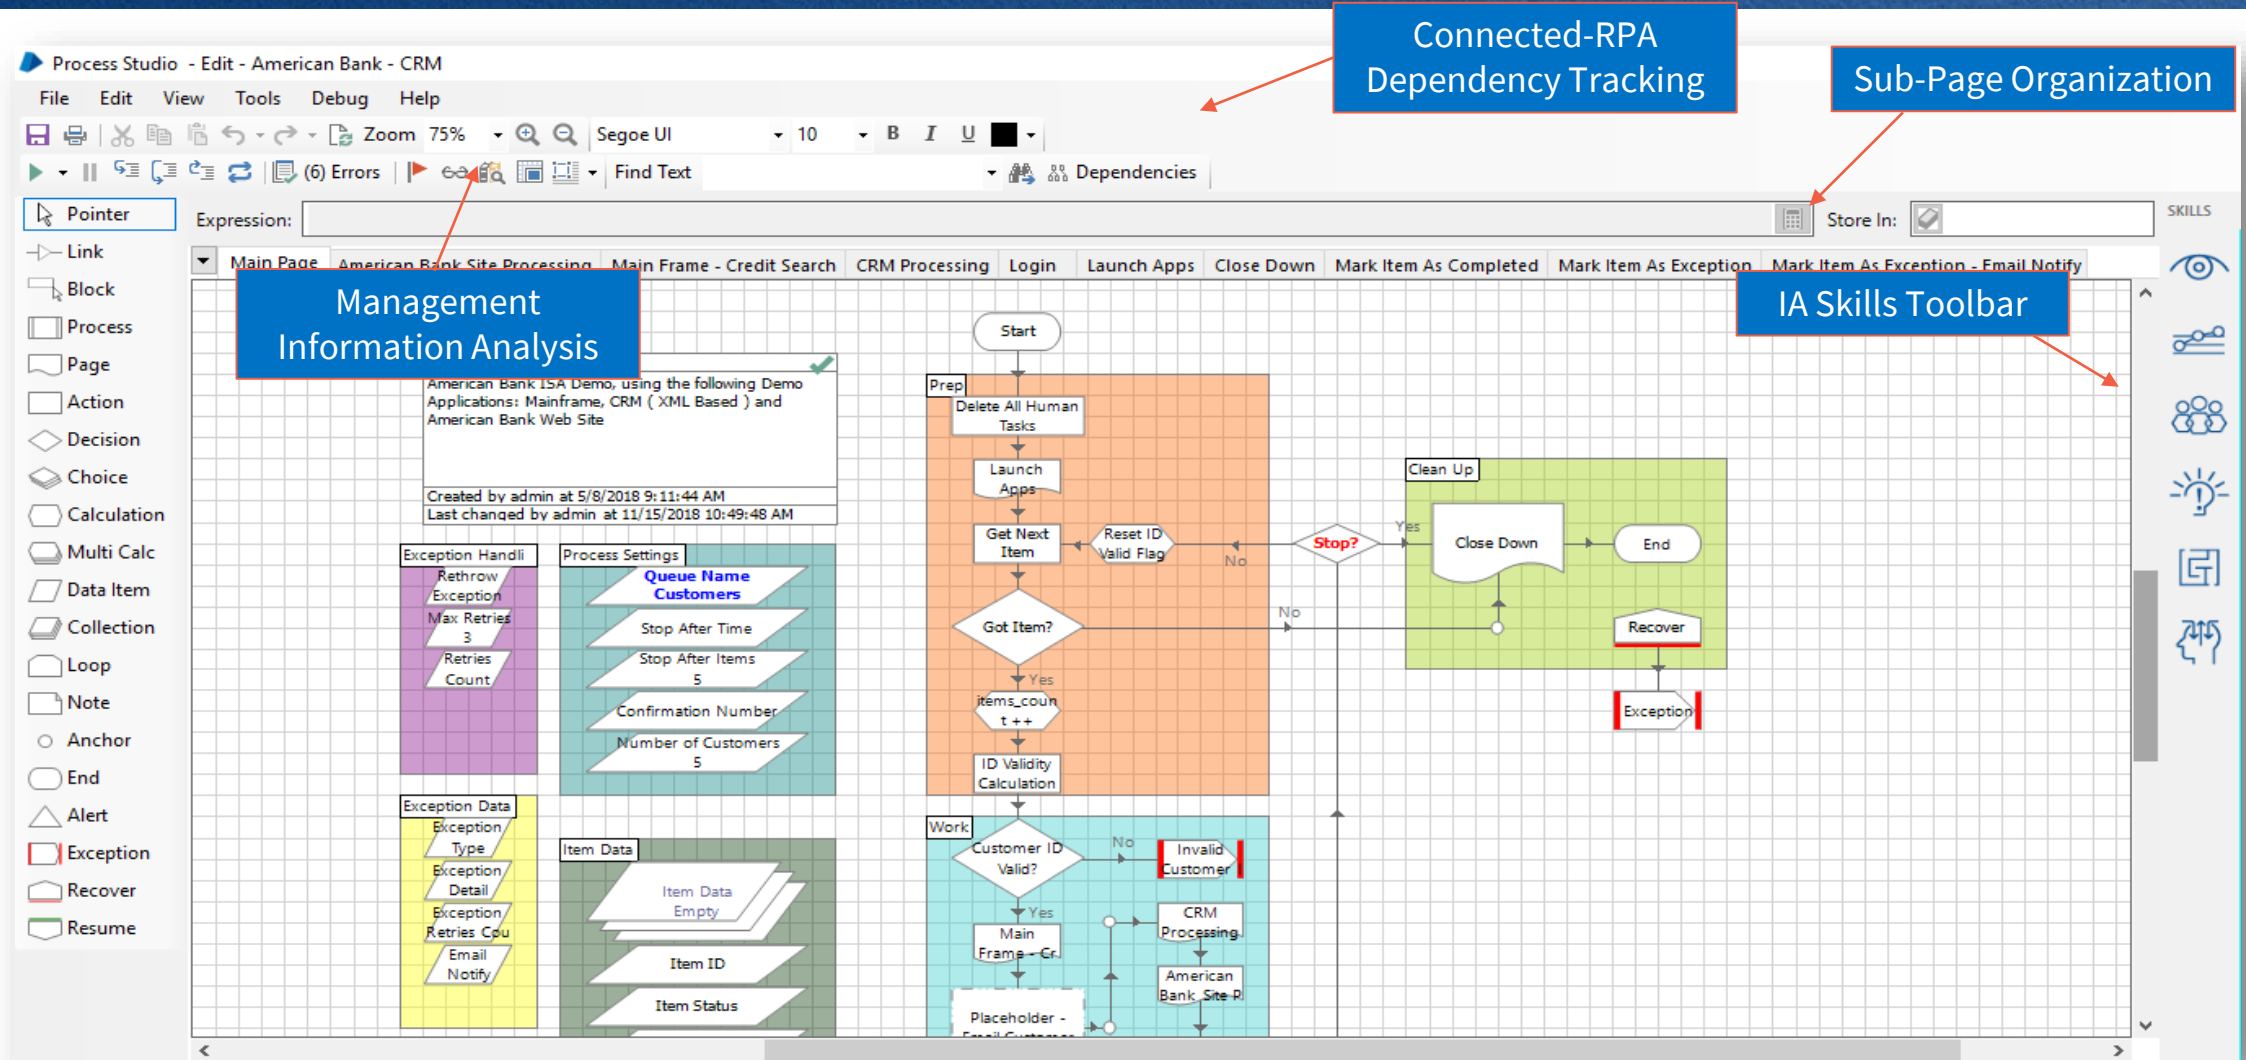 Connected-RPA
Dependency Tracking
Sub-Page Organization
Process Studio - Edit - American Bank - CRM
File Edit View Tools Debug Help
Zoom 75% Segoe UI 10 B I U
(6) Errors Find Text Dependencies
Pointer
Expression:
Store In:
SKILLS
Link
Main Page American Bank Site Processing Main Frame - Credit Search CRM Processing Login Launch Apps Close Down Mark Item As Completed Mark Item As Exception Mark Item As Exception - Email Notify
Block
Process
Page
Action
Decision
Choice
Calculation
Multi Calc
Data Item
Collection
Loop
Note
Anchor
End
Alert
Exception
Recover
Resume
Management
Information Analysis
IA Skills Toolbar
American Bank ISA Demo, using the following Demo
Applications: Mainframe, CRM ( XML Based ) and
American Bank Web Site
Created by admin at 5/8/2018 9:11:44 AM
Last changed by admin at 11/15/2018 10:49:48 AM
Exception Handli
Rethrow
Exception
Max Retries
3
Retries
Count
Process Settings
Queue Name
Customers
Stop After Time
Stop After Items
5
Confirmation Number
Number of Customers
5
Exception Data
Exception
Type
Exception
Detail
Exception
Retries Cou
Email
Notify
Item Data
Item Data
Empty
Item ID
Item Status
Start
Prep
Delete All Human
Tasks
Launch
Apps
Get Next
Item
Reset ID
Valid Flag
No
Stop?
Yes
Got Item?
No
Yes
items_coun
t ++
ID Validity
Calculation
Clean Up
Close Down
End
Recover
Exception
Work
Customer ID
Valid?
No
Invalid
Customer
Yes
Main
Frame - Cr
CRM
Processing
American
Bank Site P
Placeholder -
Email Customer